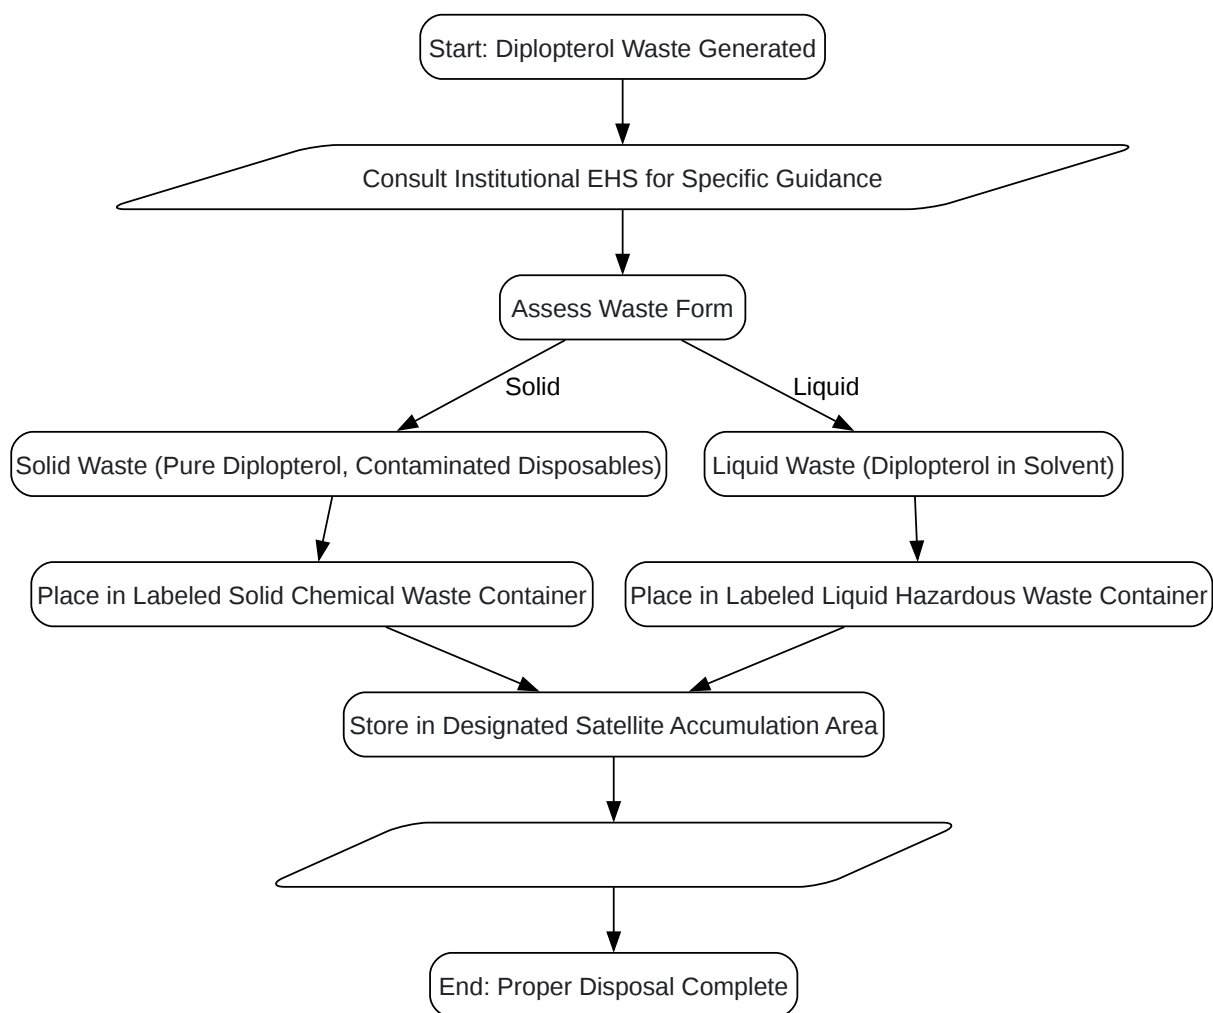 Start: Diplopterol Waste Generated
Consult Institutional EHS for Specific Guidance
Assess Waste Form
Solid
Liquid
Solid Waste (Pure Diplopterol, Contaminated Disposables)
Liquid Waste (Diplopterol in Solvent)
Place in Labeled Solid Chemical Waste Container
Place in Labeled Liquid Hazardous Waste Container
Store in Designated Satellite Accumulation Area
End: Proper Disposal Complete